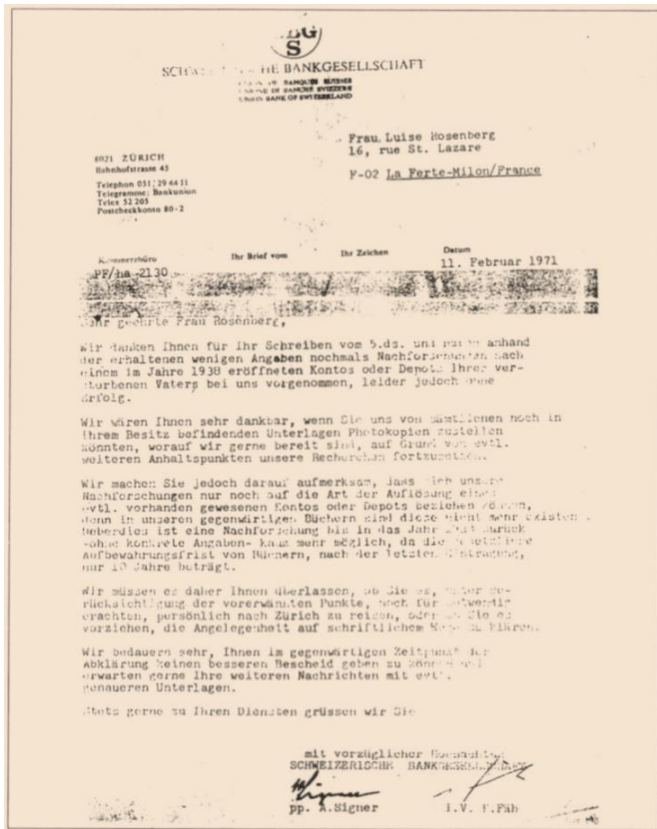 BG
S
BANKGESELLSCHAFT
UNION BANK OF SWITZERLAND
Frau Luise Rosenberg
16, rue St. Lazare
F-02 La Ferte-Milon/France
8021 ZÜRICH
Bahnhofstrasse 45
Telephon 051/29 44 11
Telegramme: Bankunion
Telex 52 205
Postcheckkonto 80-2
Ihr Brief vom Ihr Zeichen Datum
PF/ha -2130 11. Februar 1971
geehrte Frau Rosenberg,
Wir danken Ihnen für Ihr Schreiben vom 5.ds. und anhand
der erhaltenen wenigen Angaben nochmals Nachforschungen nach
einem im Jahre 1938 eröffneten Kontos oder Depots Ihrer ver-
storbenen Vaters bei uns vorgenommen, leider jedoch ohne
Erfolg.
Wir wären Ihnen sehr dankbar, wenn Sie uns von sämtlichen noch in
Ihrem Besitz befindenden Unterlagen Photokopien zustellen
könnten, worauf wir gerne bereit sind, auf Grund von evtl.
weiteren Anhaltspunkten unsere Recherchen fortzusetzen.
Wir machen Sie jedoch darauf aufmerksam, dass sich unsere
Nachforschungen nur noch auf die Art der Auflösung eines
evtl. vorhanden gewesenen Kontos oder Depots beziehen können,
denn in unseren gegenwärtigen Büchern sind diese nicht mehr
Ueberdies ist eine Nachforschung bis in das Jahr zurück
-ohne konkrete Angaben- kaum mehr möglich, da die gesetzliche
Aufbewahrungsfrist von Büchern, nach der letzten Eintragung,
nur 10 Jahre beträgt.
Wir müssen es daher Ihnen überlassen, ob Sie es, unter Be-
rücksichtigung der vorerwähnten Punkte, noch für notwendig
erachten, persönlich nach Zürich zu reisen, oder ob Sie es
vorziehen, die Angelegenheit auf schriftlichem Wege zu klären.
Wir bedauern sehr, Ihnen im gegenwärtigen Zeitpunkt der
Abklärung keinen besseren Bescheid geben zu können und
erwarten gerne Ihre weiteren Nachrichten mit evtl.
genaueren Unterlagen.
Stets gerne zu Ihren Diensten grüssen wir Sie
mit vorzüglicher Hochachtung
SCHWEIZERISCHE BANKGESELLSCHAFT
pp. A.Signer i.V. F.Fäh